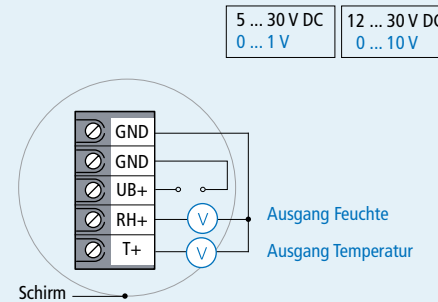 5 ... 30 V DC
0 ... 1 V
12 ... 30 V DC
0 ... 10 V
GND
GND
UB+
RH+
V
Ausgang Feuchte
T+
V
Ausgang Temperatur
Schirm